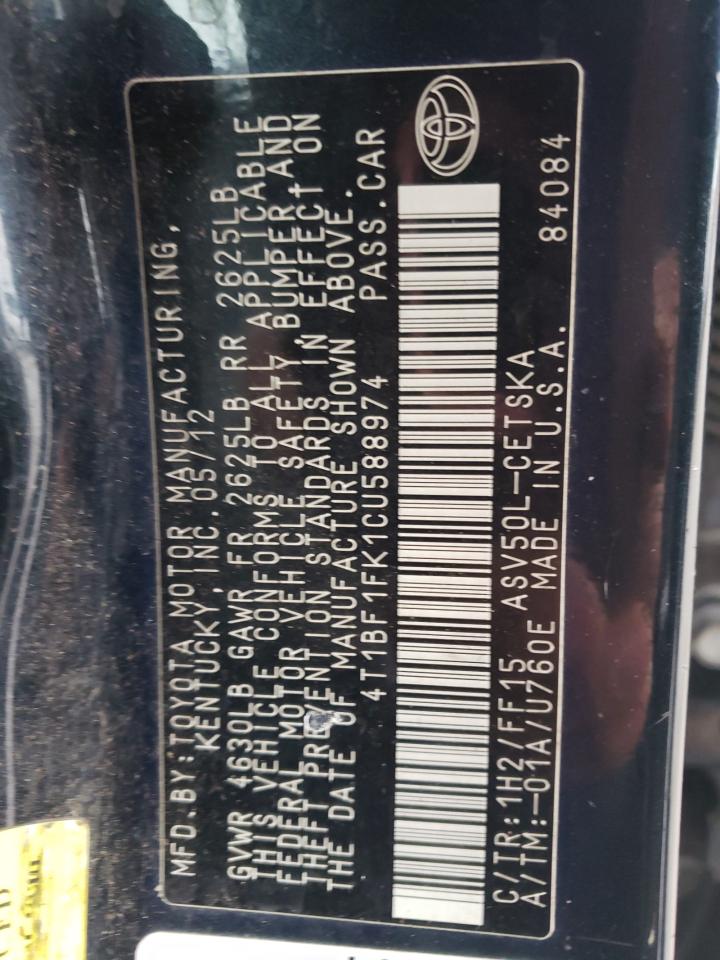 MFD.BY:TOYOTA MOTOR MANUFACTURING,
KENTUCKY,INC.05/12
GVWR 4630LB GAWR FR 2625LB RR 2625LB
THIS VEHICLE CONFORMS TO ALL APPLICABLE
FEDERAL MOTOR VEHICLE SAFETY BUMPER AND
THEFT PREVENTION STANDARDS IN EFFECT ON
THE DATE OF MANUFACTURE SHOWN ABOVE.
4T1BF1FK1CU588974 PASS.CAR
C/TR:1H2/FF15 ASV50L-CETSKA
A/TM:-01A/U760E MADE IN U.S.A. 84084